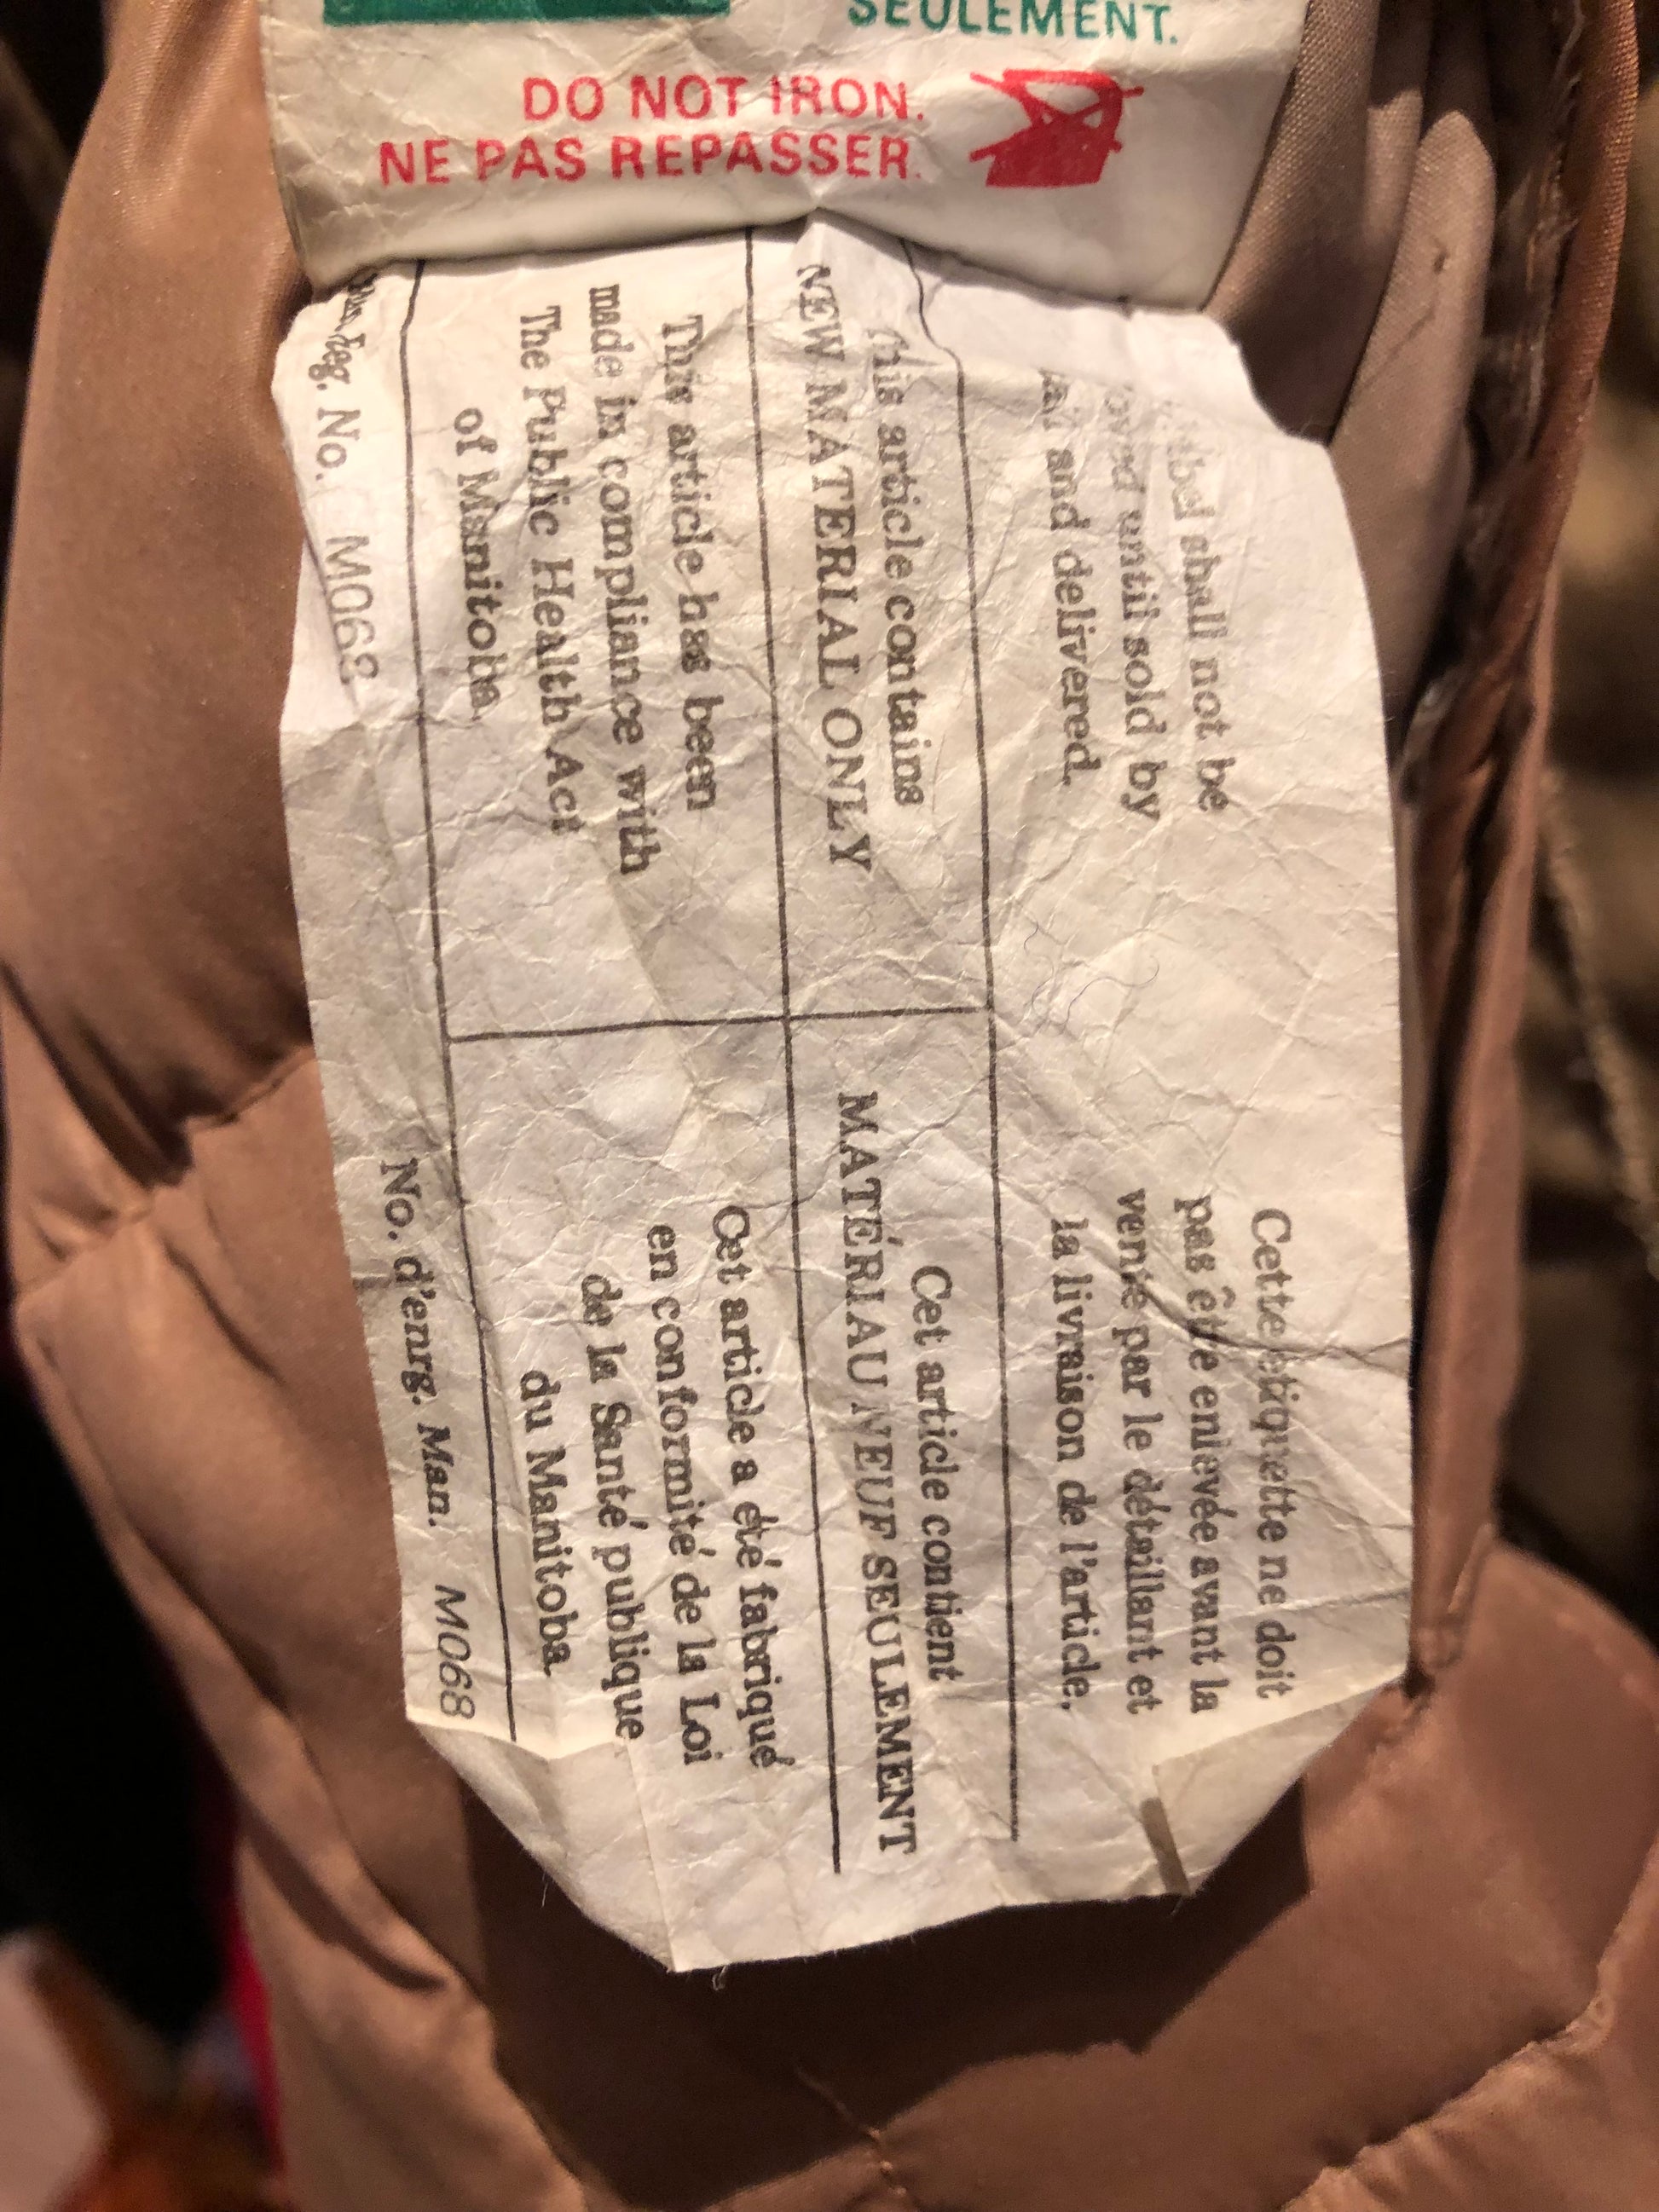 SEULEMENT.
DO NOT IRON.
NE PAS REPASSER.
shall not be
until sold by
and delivered.
This article contains
NEW MATERIAL ONLY
This article has been
made in compliance with
The Public Health Act
of Manitoba.
No. M068
Cette étiquette ne doit
pas être enlevée avant la
vente par le détaillant et
la livraison de l'article.
Cet article contient
MATÉRIAU NEUF SEULEMENT
Cet article a été fabriqué
en conformité de la Loi
de la Santé publique
du Manitoba.
No. d'enrg. Man. M068